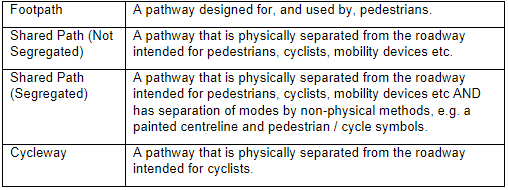 Footpath A pathway designed for, and used by, pedestrians.
Shared Path (Not A pathway that is physically separated from the roadway
Segregated) intended for pedestrians, cyclists, mobility devices etc.
Shared Path A pathway that is physically separated from the roadway
(Segregated) intended for pedestrians, cyclists, mobility devices etc AND
has separation of modes by non-physical methods, e.g. a
painted centreline and pedestrian / cycle symbols.
Cycleway A pathway that is physically separated from the roadway
intended for cyclists.